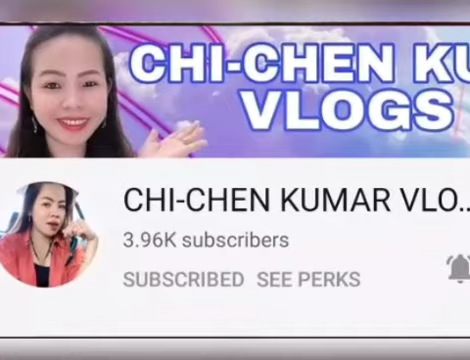 CHI-CHEN KU
VLOGS
CHI-CHEN KUMAR VLO...
3.96K subscribers
SUBSCRIBED SEE PERKS